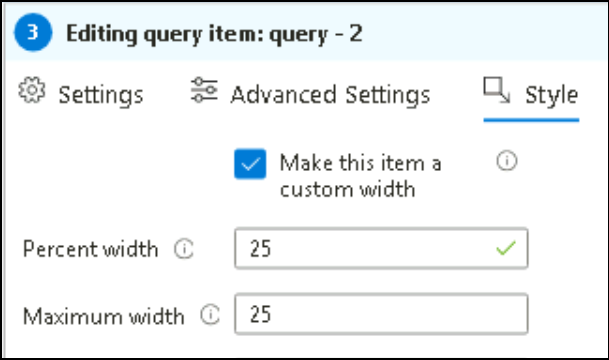 3 Editing query item: query - 2
Settings Advanced Settings Style
Make this item a
custom width
Percent width 25
Maximum width 25